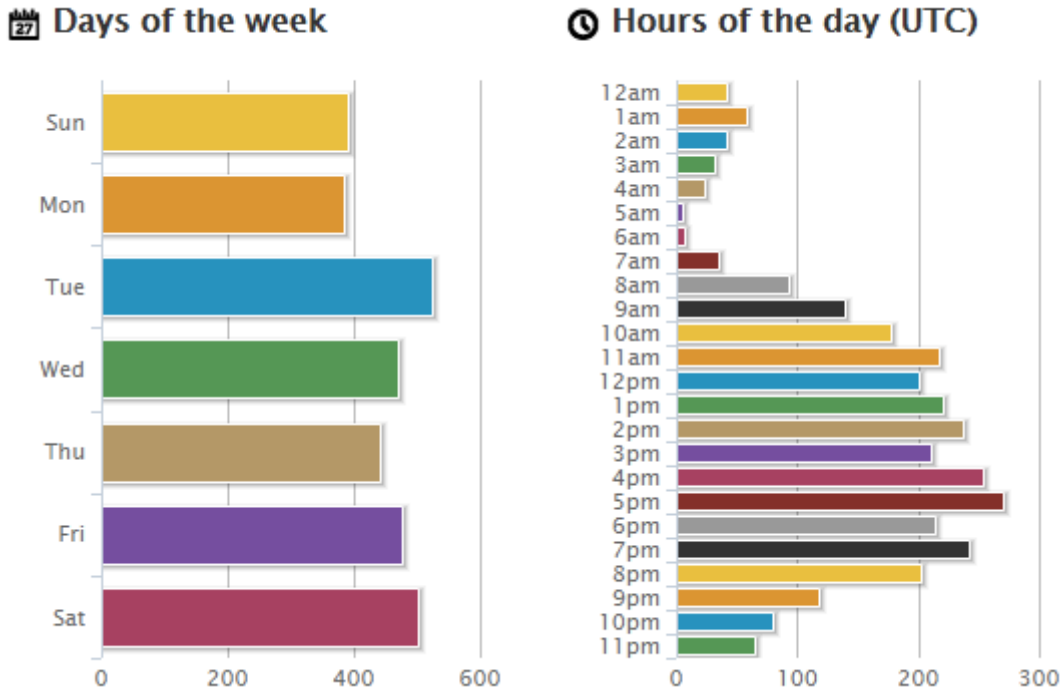 27 Days of the week
Sun
Mon
Tue
Wed
Thu
Fri
Sat
0 200 400 600
Hours of the day (UTC)
12am
1am
2am
3am
4am
5am
6am
7am
8am
9am
10am
11am
12pm
1pm
2pm
3pm
4pm
5pm
6pm
7pm
8pm
9pm
10pm
11pm
0 100 200 300